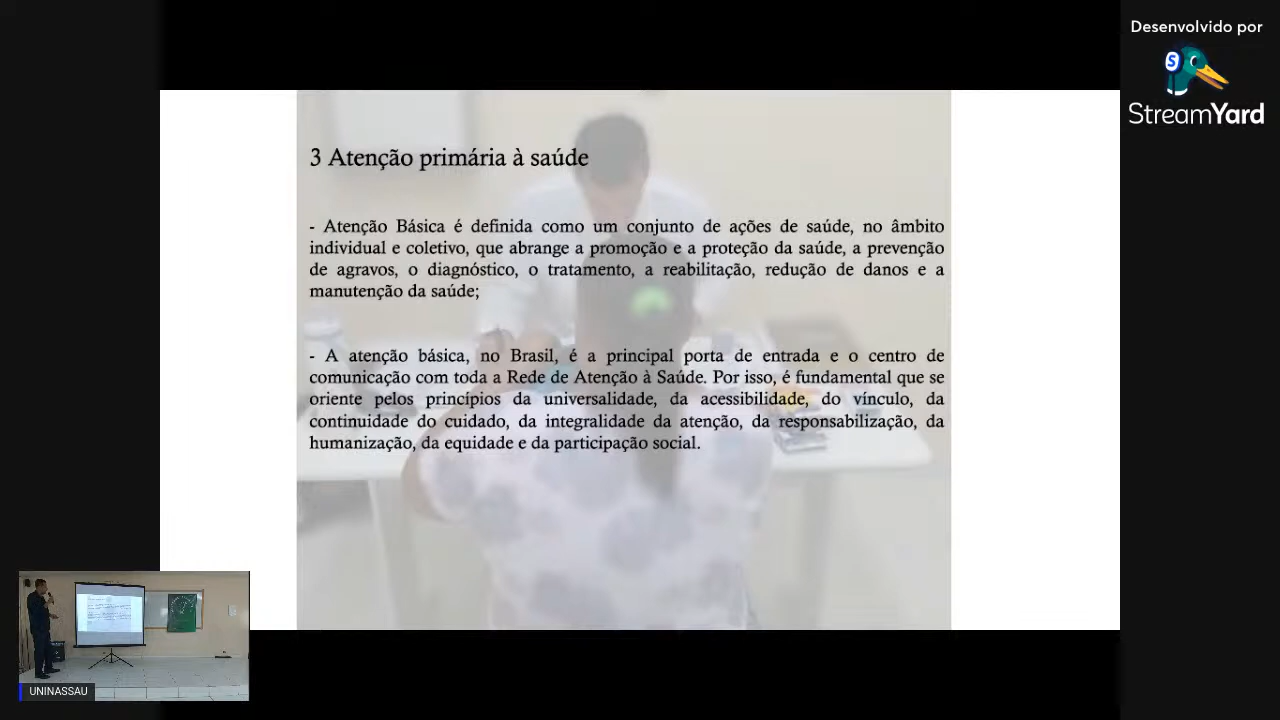 Desenvolvido por
S
StreamYard
3 Atenção primária à saúde
- Atenção Básica é definida como um conjunto de ações de saúde, no âmbito
individual e coletivo, que abrange a promoção e a proteção da saúde, a prevenção
de agravos, o diagnóstico, o tratamento, a reabilitação, redução de danos e a
manutenção da saúde;
- A atenção básica, no Brasil, é a principal porta de entrada e o centro de
comunicação com toda a Rede de Atenção à Saúde. Por isso, é fundamental que se
oriente pelos princípios da universalidade, da acessibilidade, do vínculo, da
continuidade do cuidado, da integralidade da atenção, da responsabilização, da
humanização, da equidade e da participação social.
UNINASSAU